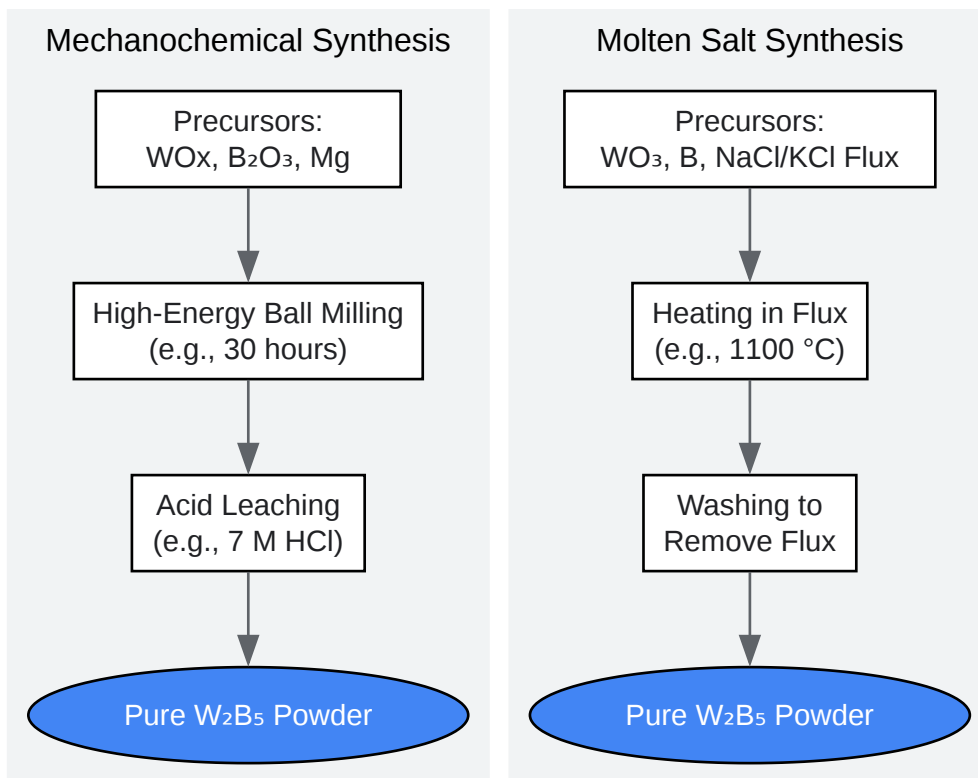 Mechanochemical Synthesis
Precursors:
WOx, B₂O₃, Mg
High-Energy Ball Milling
(e.g., 30 hours)
Acid Leaching
(e.g., 7 M HCl)
Pure W₂B₅ Powder
Molten Salt Synthesis
Precursors:
WO₃, B, NaCl/KCl Flux
Heating in Flux
(e.g., 1100 °C)
Washing to
Remove Flux
Pure W₂B₅ Powder